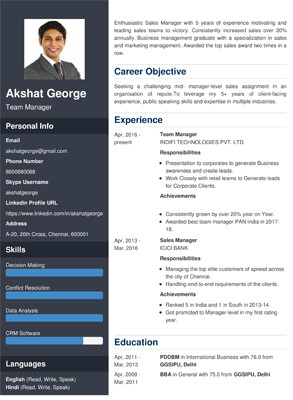 Akshat George
Team Manager
Personal Info
Email
akshatgeorge@gmail.com
Phone Number
8800880088
Skype Username
akshatgeorge
Linkedin Profile URL
https://www.linkedin.com/in/akshatgeorge
Address
A-20, 20th Cross, Chennai, 600001
Skills
Decision Making
Conflict Resolution
Data Analysis
CRM Software
Languages
English (Read, Write, Speak)
Hindi (Read, Write, Speak)
Enthusiastic Sales Manager with 5 years of experience motivating and
leading sales teams to victory. Consistently increased sales over 20%
annually. Business management graduate with a specialization in sales
and marketing management. Awarded the top sales award two times in a
row.
Career Objective
Seeking a challenging mid- manager-level sales assignment in an
organisation of repute.To leverage my 5+ years of client-facing
experience, public speaking skills and expertise in multiple industries.
Experience
Apr, 2016 -
present
Team Manager
INDIFI TECHNOLOGIES PVT. LTD.
Responsibilities
Presentation to corporates to generate Business
awareness and create leads.
Work Closely with retail teams to Generate leads
for Corporate Clients.
Achievements
Consistently grown by over 20% year on Year.
Awarded best team manager PAN India in 2017-
18.
Apr, 2013 -
Mar, 2016
Sales Manager
ICICI BANK
Responsibilities
Managing the top elite customers of spread across
the city of Chennai.
Handling end-to-end requirements of the clients.
Achievements
Ranked 5 in India and 1 in South in 2013-14.
Got promoted to Manager level in my first rating
year.
Education
Apr, 2011 -
Mar, 2013
PDDBM in International Business with 76.0 from
GGSIPU, Delhi
Apr, 2008 -
Mar, 2011
BBA in General with 75.0 from GGSIPU, Delhi